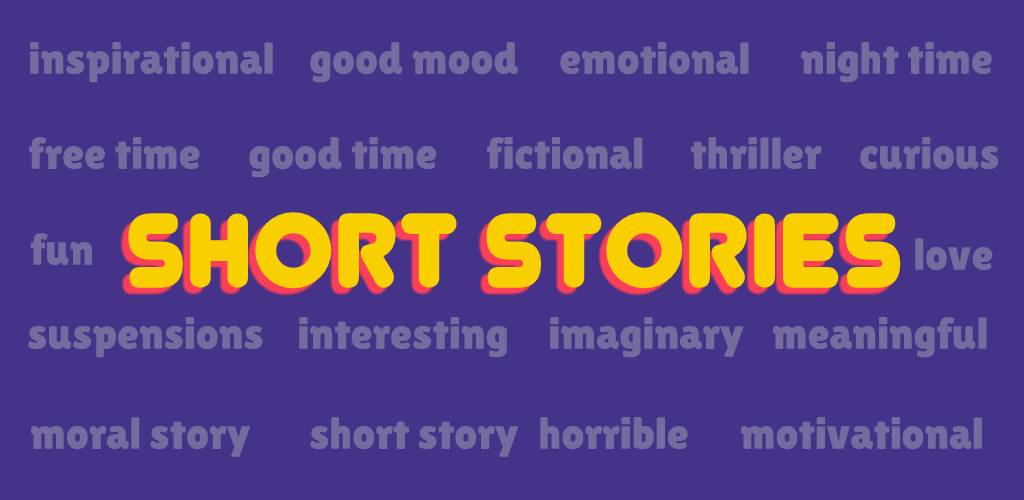 inspirational good mood emotional night time
free time good time fictional thriller curious
fun SHORT STORIES love
suspensions interesting imaginary meaningful
moral story short story horrible motivational